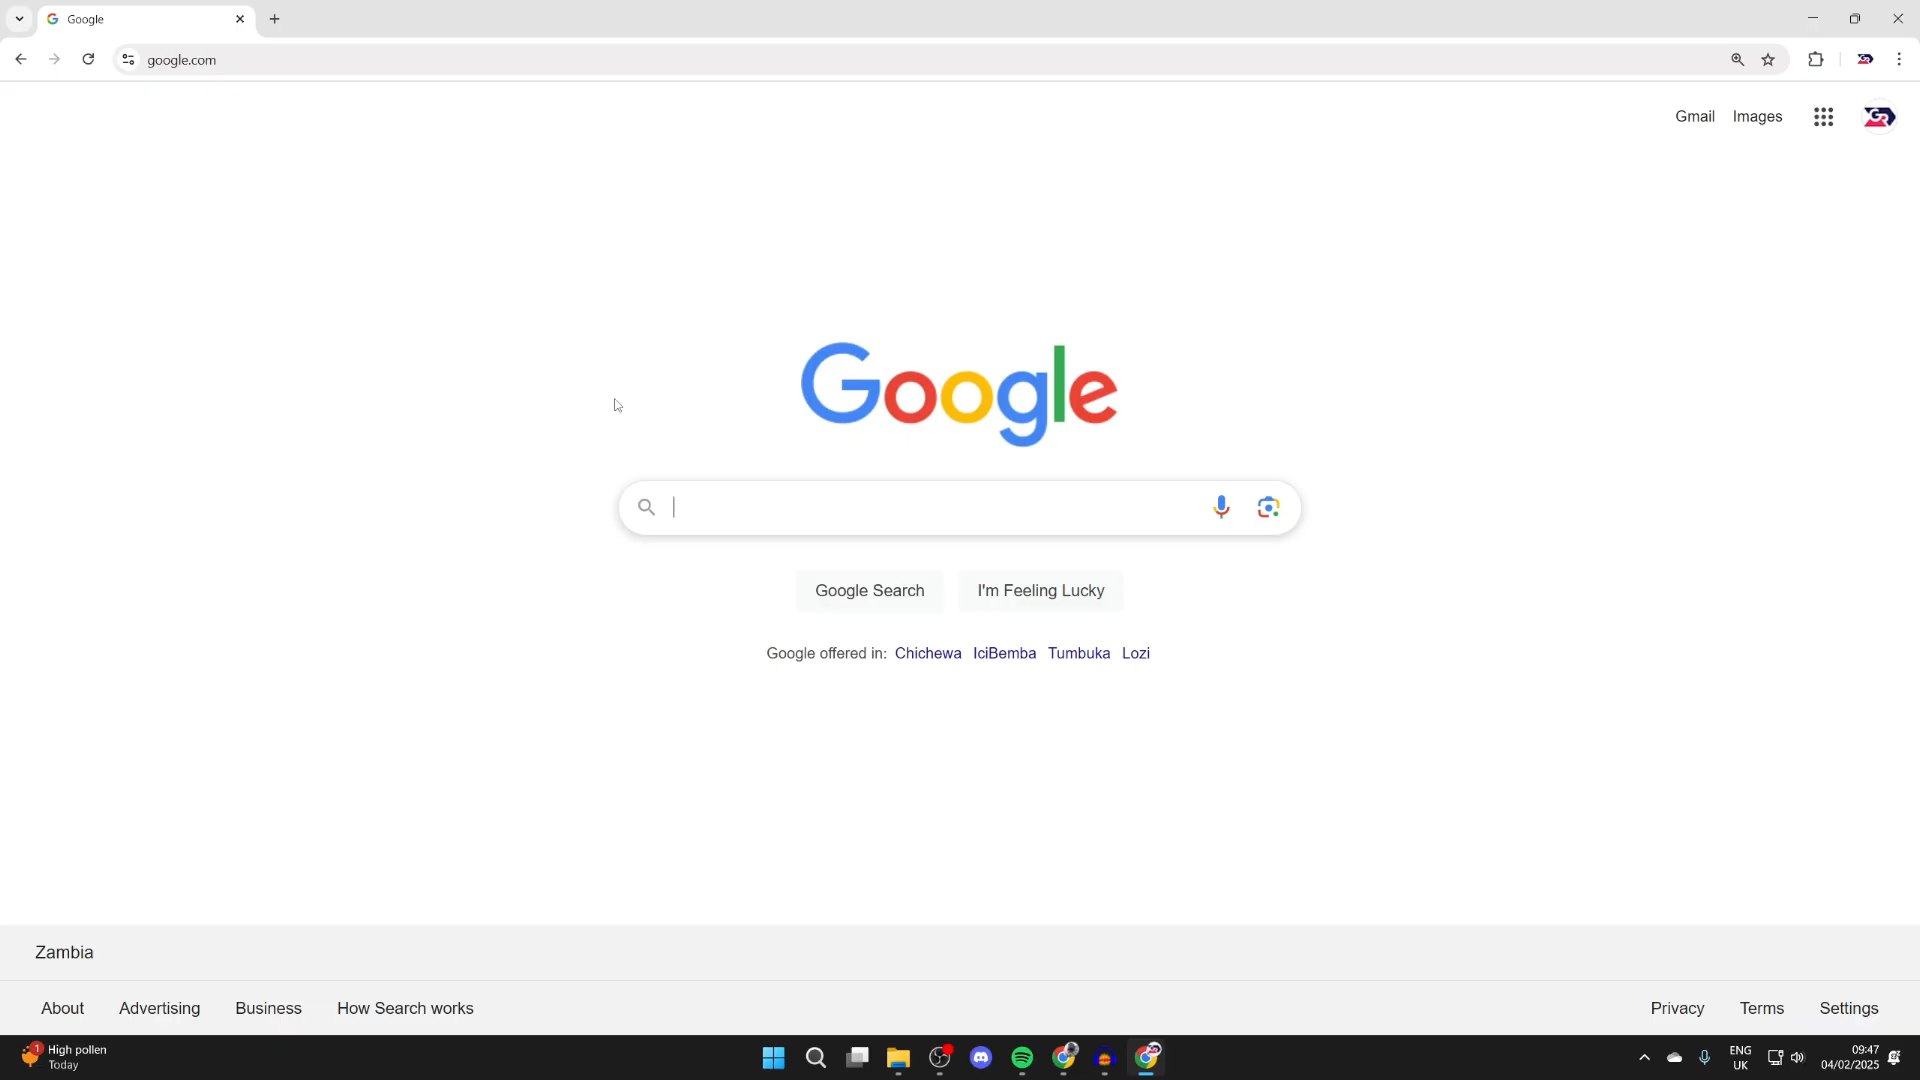 Google
google.com
Gmail Images
Google
Google Search I'm Feeling Lucky
Google offered in: Chichewa IciBemba Tumbuka Lozi
Zambia
About Advertising Business How Search works Privacy Terms Settings
1 High pollen
Today
ENG
UK
09:47
04/02/2025